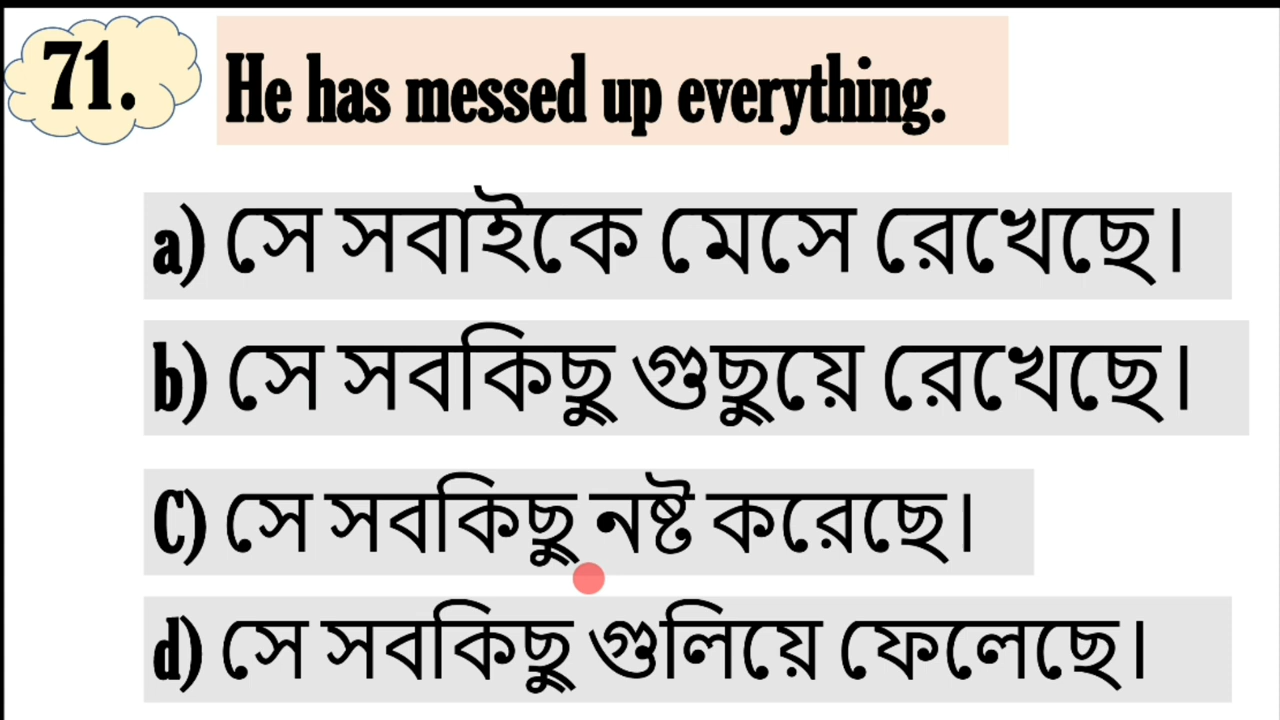 71.
He has messed up everything.
a) সে সবাইকে মেসে রেখেছে।
b) সে সবকিছু গুছুয়ে রেখেছে।
C) সে সবকিছু নষ্ট করেছে।
d) সে সবকিছু গুলিয়ে ফেলেছে।